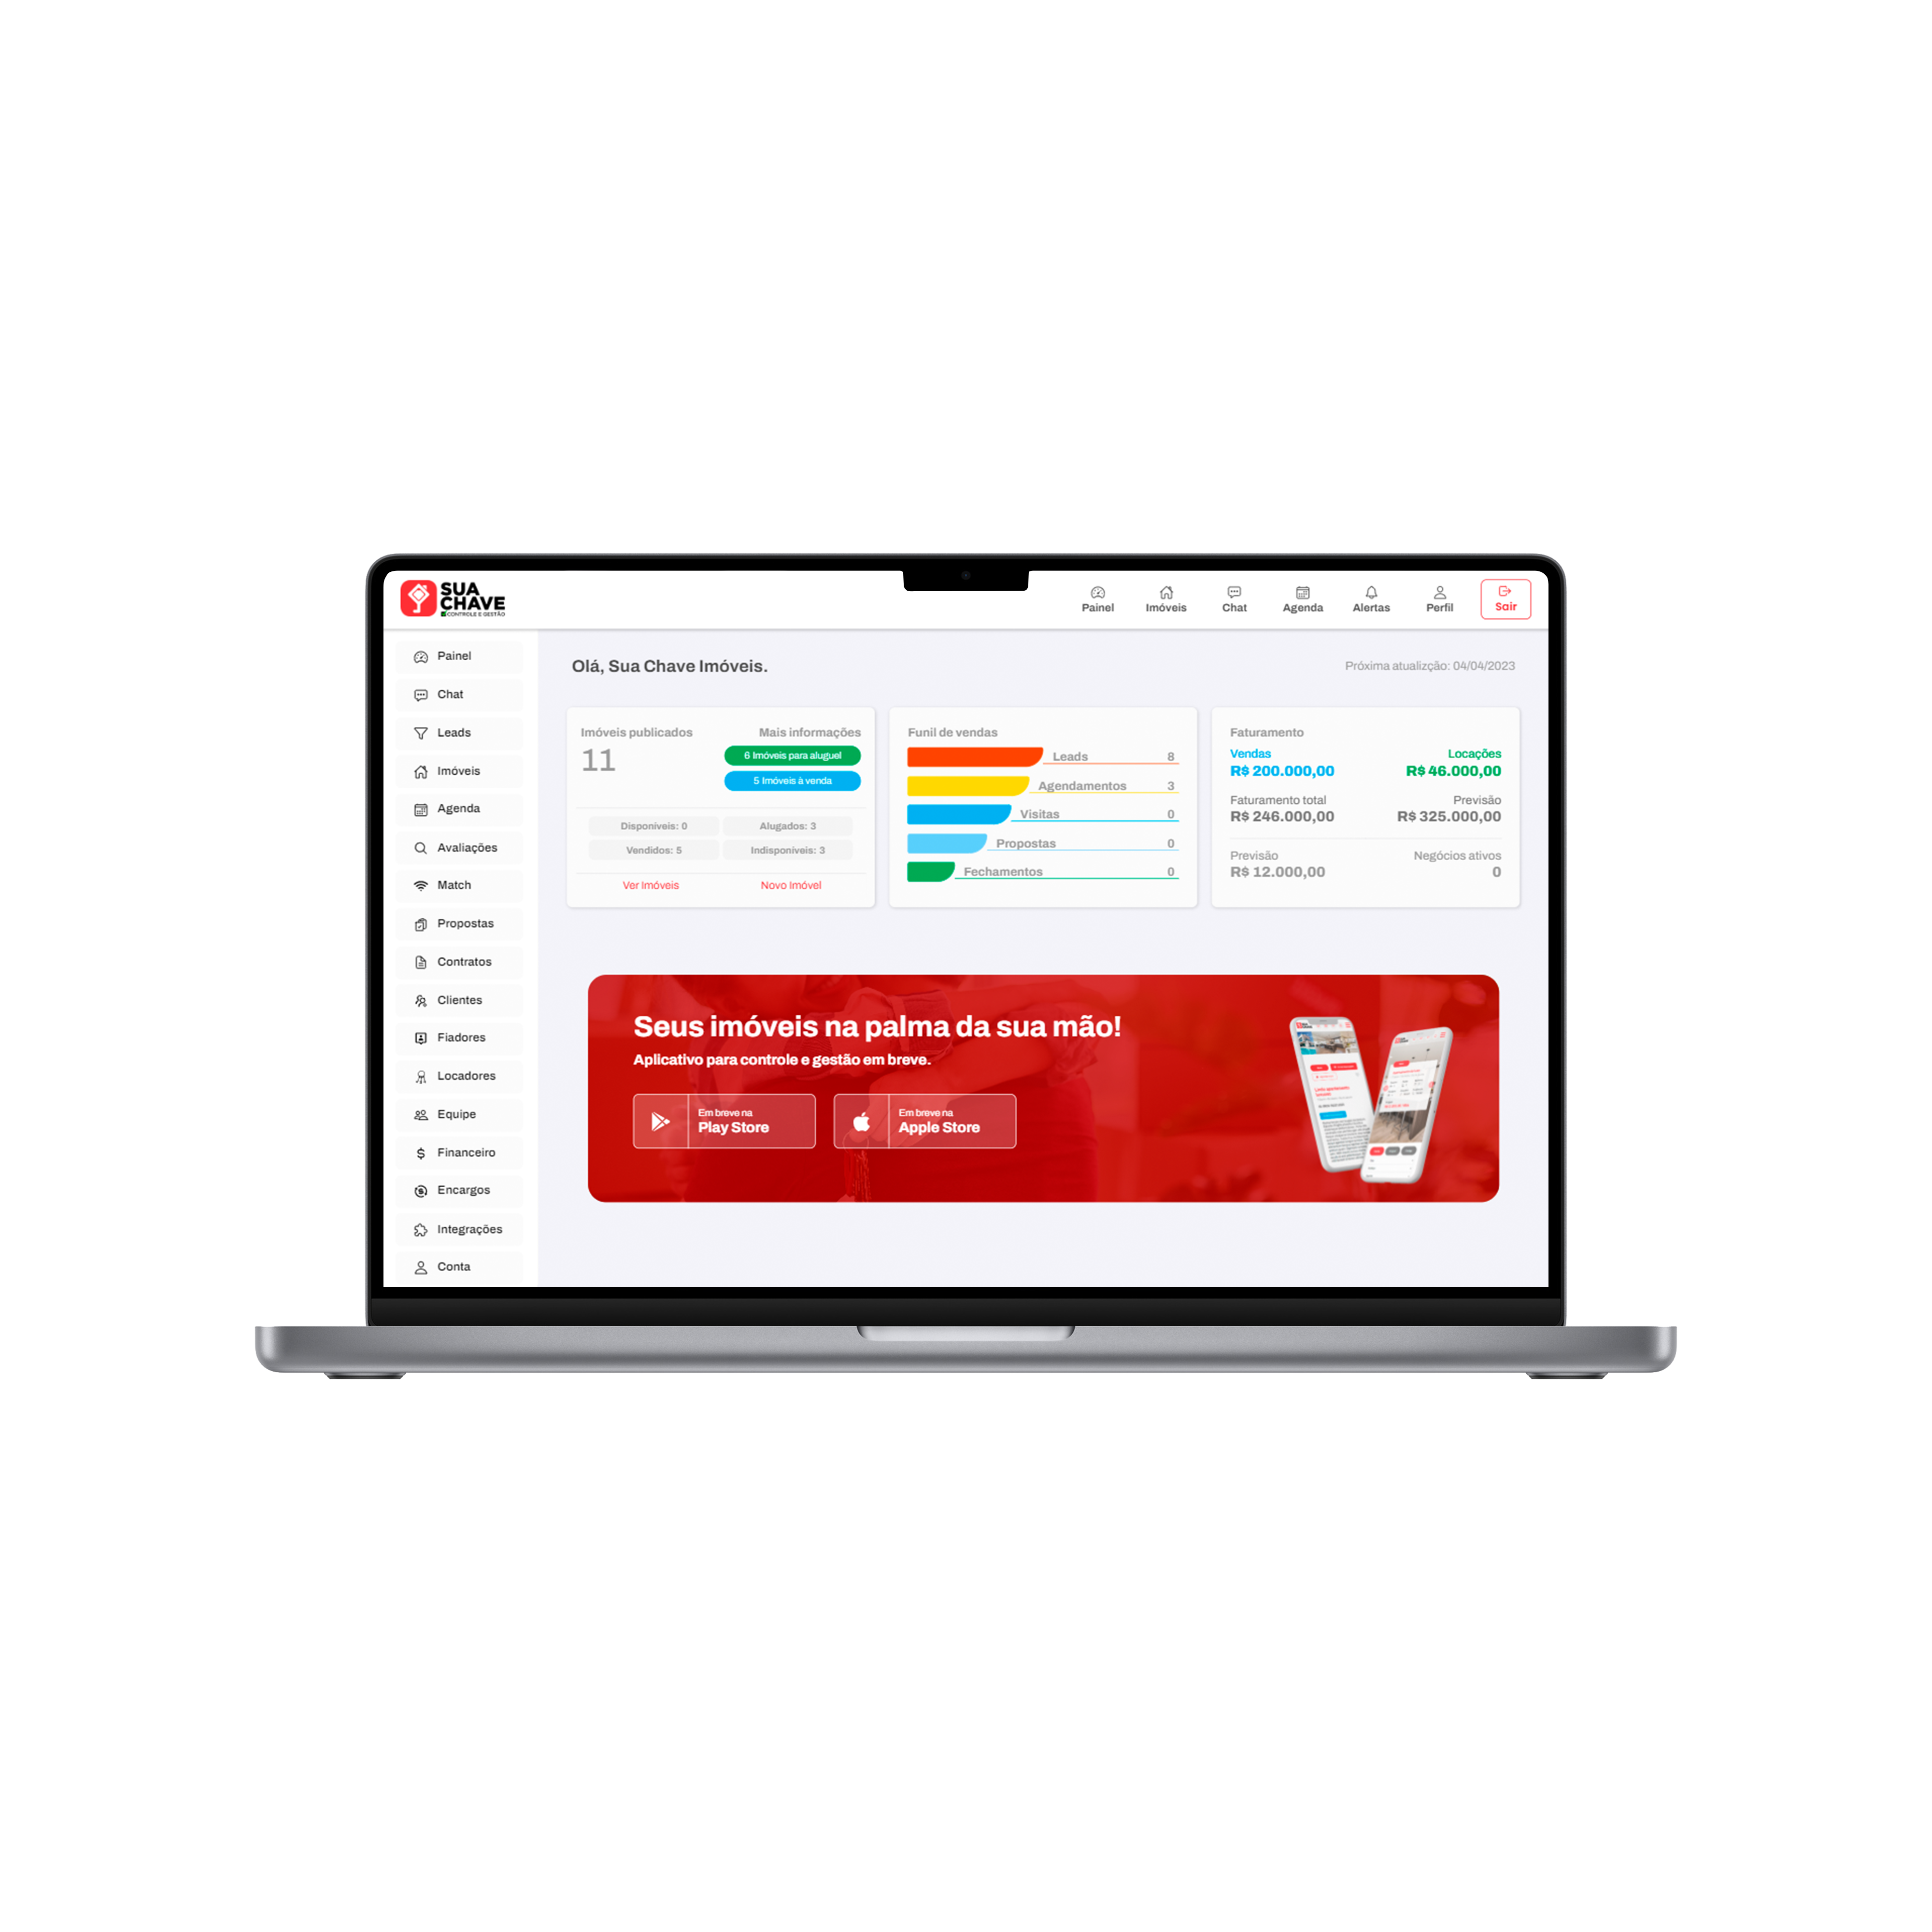 SUA
CHAVE
CONTROLE E GESTÃO
Painel
Imóveis
Chat
Agenda
Alertas
Perfil
Sair
Painel
Chat
Leads
Imóveis
Agenda
Avaliações
Match
Propostas
Contratos
Clientes
Fiadores
Locadores
Equipe
Financeiro
Encargos
Integrações
Conta
Olá, Sua Chave Imóveis.
Próxima atualizção: 04/04/2023
Imóveis publicados
11
Mais informações
6 Imóveis para aluguel
5 Imóveis à venda
Disponíveis: 0
Alugados: 3
Vendidos: 5
Indisponíveis: 3
Ver Imóveis
Novo Imóvel
Funil de vendas
Leads 8
Agendamentos 3
Visitas 0
Propostas 0
Fechamentos 0
Faturamento
Vendas
R$ 200.000,00
Locações
R$ 46.000,00
Faturamento total
R$ 246.000,00
Previsão
R$ 325.000,00
Previsão
R$ 12.000,00
Negócios ativos
0
Seus imóveis na palma da sua mão!
Aplicativo para controle e gestão em breve.
Em breve na
Play Store
Em breve na
Apple Store